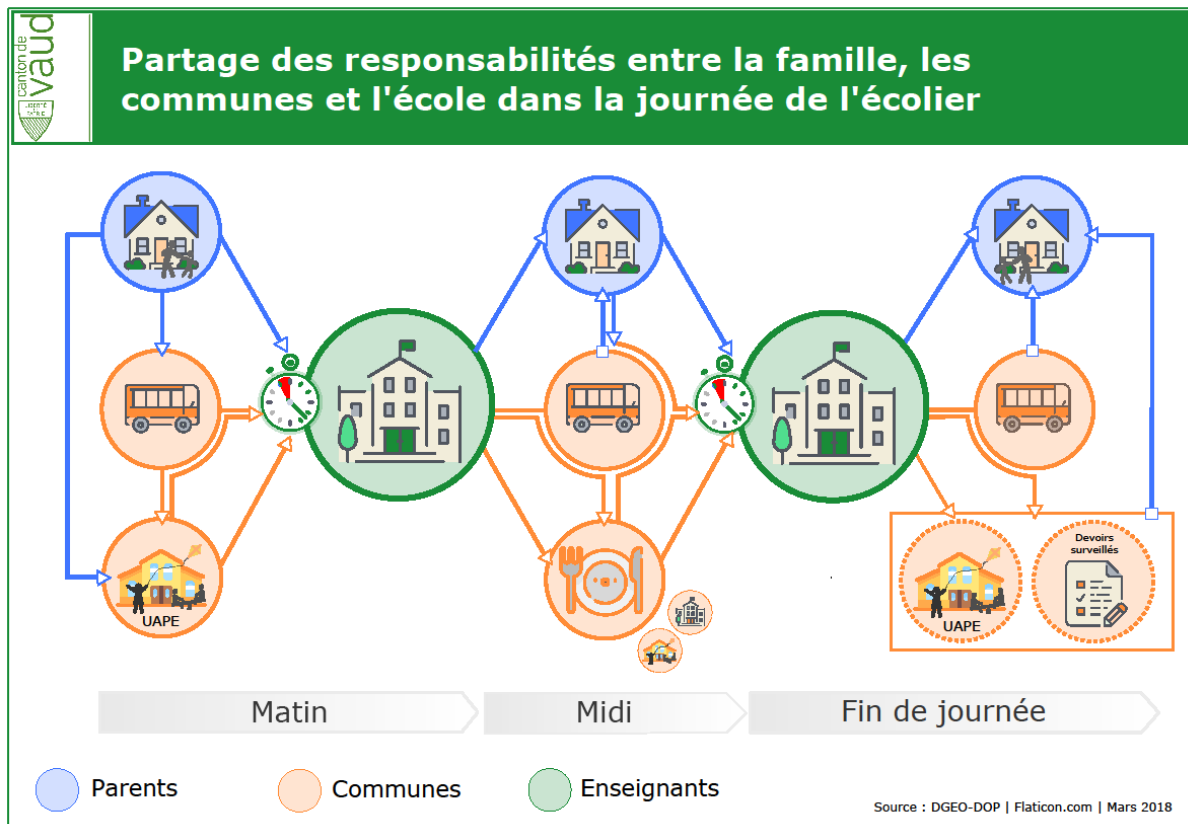 canton de
vaud
LIBERTÉ
Partage des responsabilités entre la famille, les
communes et l'école dans la journée de l'écolier
Devoirs
surveillés
UAPE
UAPE
Matin
Midi
Fin de journée
Parents
Communes
Enseignants
Source : DGEO-DOP | Flaticon.com | Mars 2018